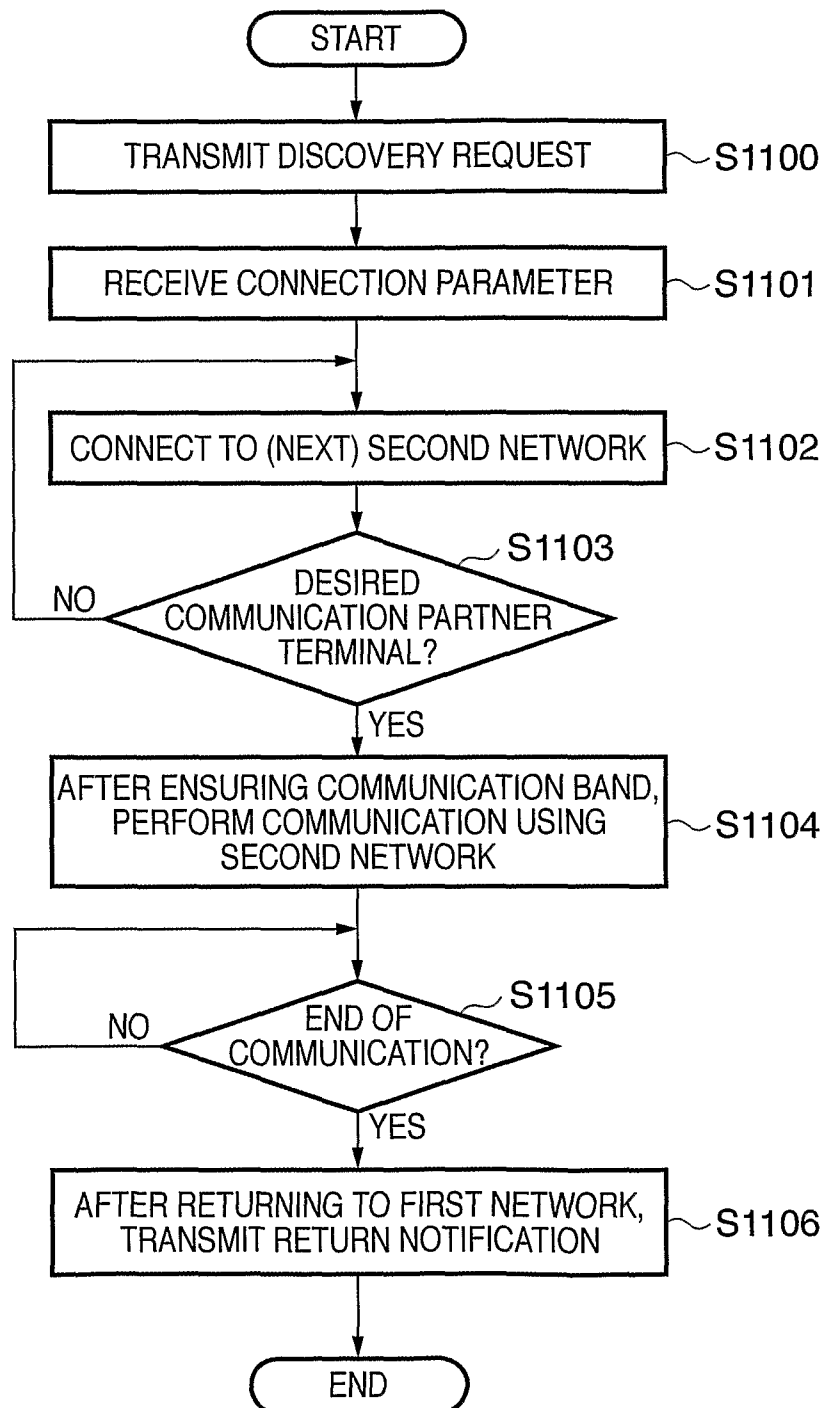 START
TRANSMIT DISCOVERY REQUEST
S1100
RECEIVE CONNECTION PARAMETER
S1101
CONNECT TO (NEXT) SECOND NETWORK
S1102
S1103
DESIRED
COMMUNICATION PARTNER
TERMINAL?
NO
YES
AFTER ENSURING COMMUNICATION BAND,
PERFORM COMMUNICATION USING
SECOND NETWORK
S1104
S1105
END OF
COMMUNICATION?
NO
YES
AFTER RETURNING TO FIRST NETWORK,
TRANSMIT RETURN NOTIFICATION
S1106
END